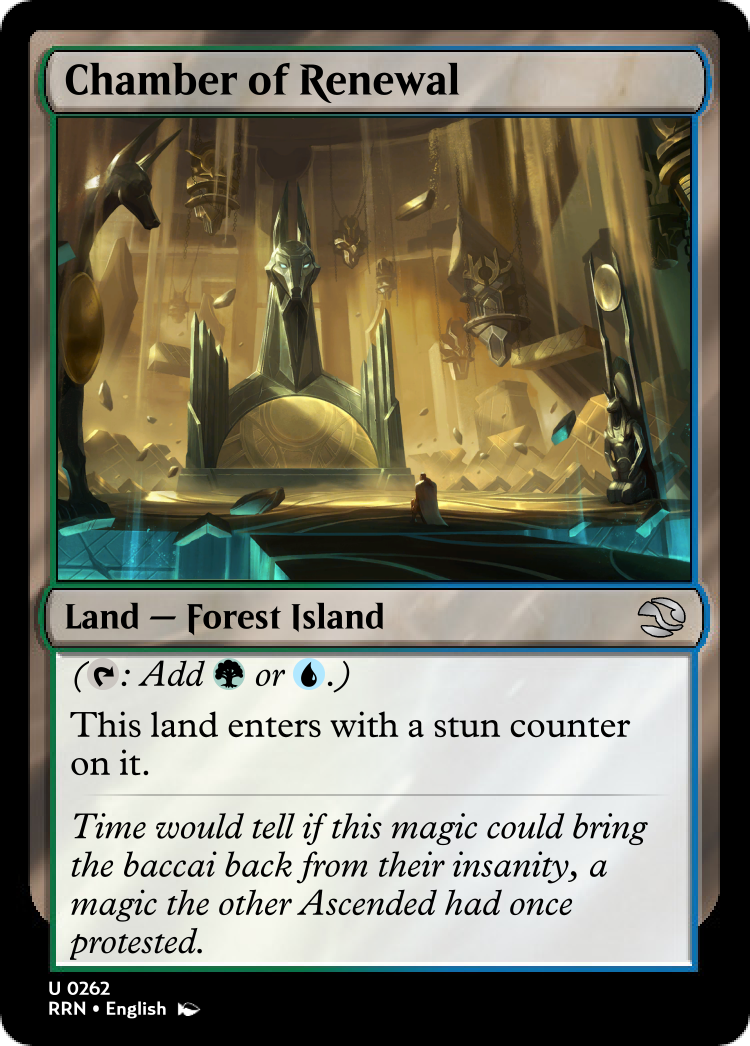 Chamber of Renewal
Land — Forest Island
(: Add or .)
This land enters with a stun counter
on it.
Time would tell if this magic could bring
the baccai back from their insanity, a
magic the other Ascended had once
protested.
U 0262
RRN • English